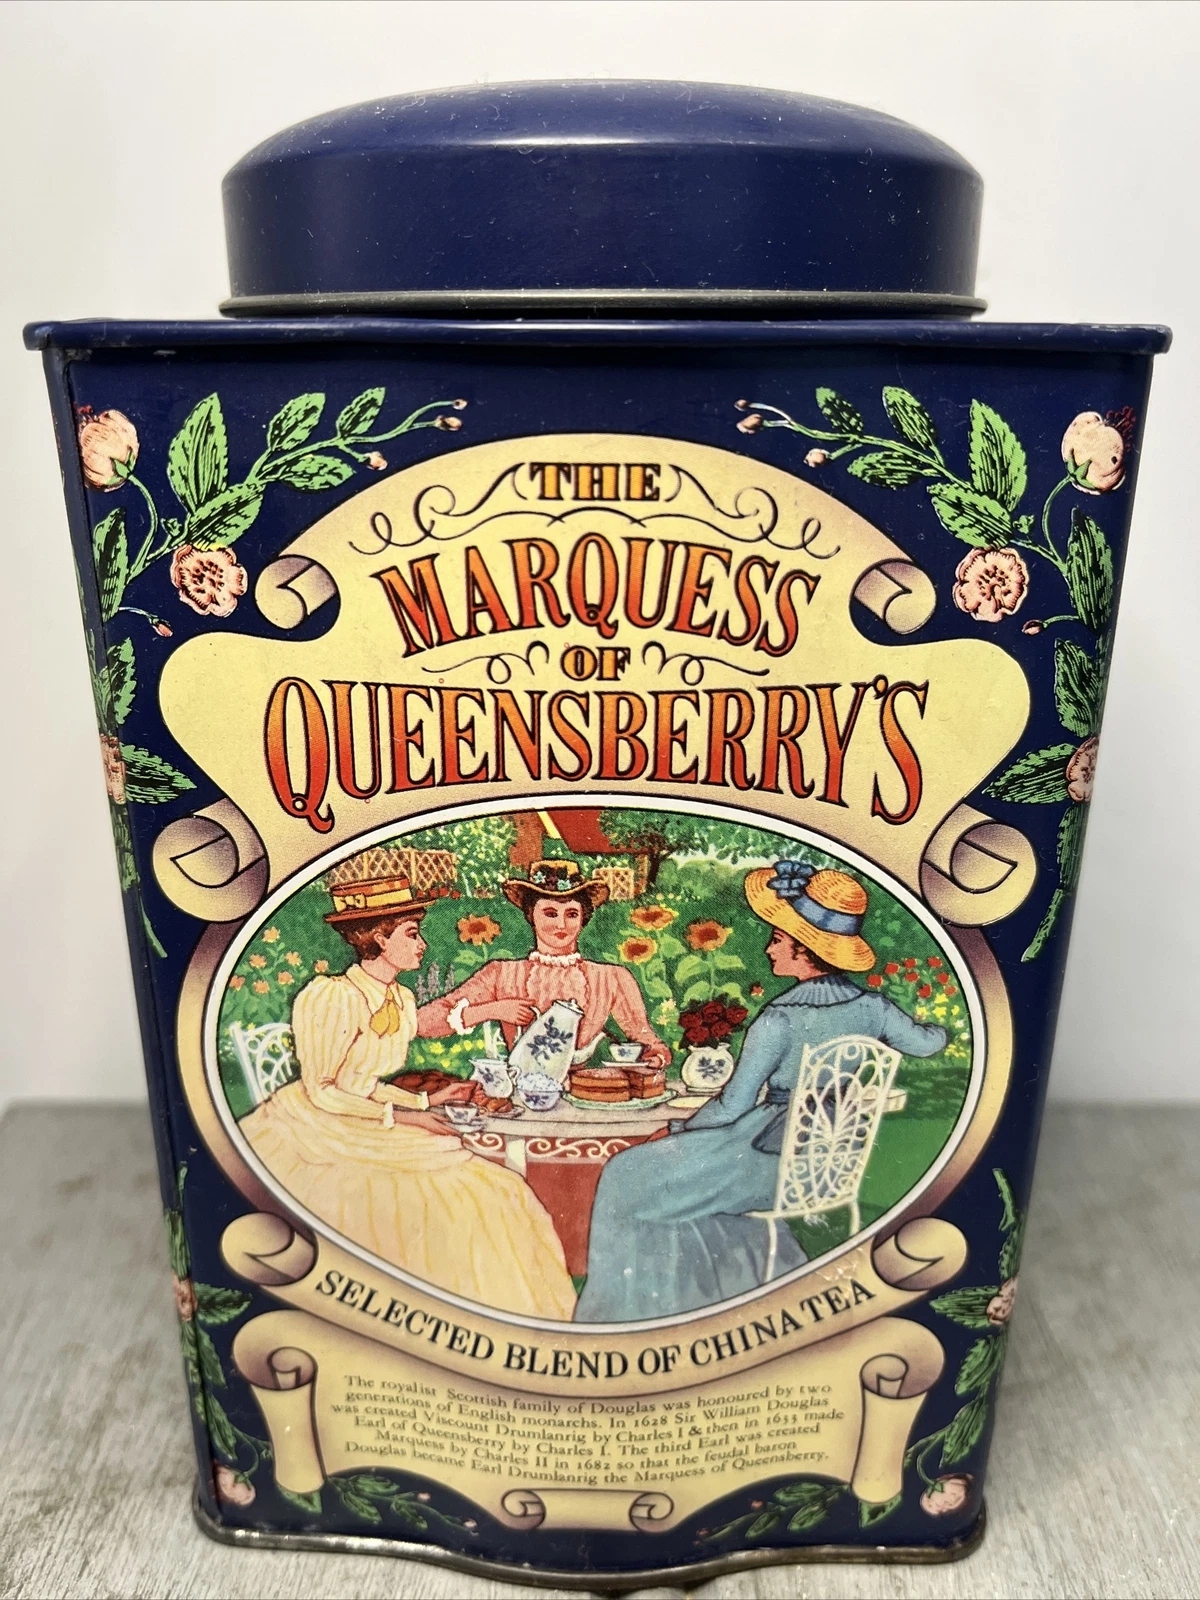 THE
MARQUESS
OF
QUEENSBERRY'S
SELECTED BLEND OF CHINA TEA
The royalist Scottish family of Douglas was honoured by two
generations of English monarchs. In 1628 Sir William Douglas
was created Viscount Drumlanrig by Charles I & then in 1633 made
Earl of Queensberry by Charles I. The third Earl was created
Marquess by Charles II in 1682 so that the feudal baron
Douglas became Earl Drumlanrig the Marquess of Queensberry.